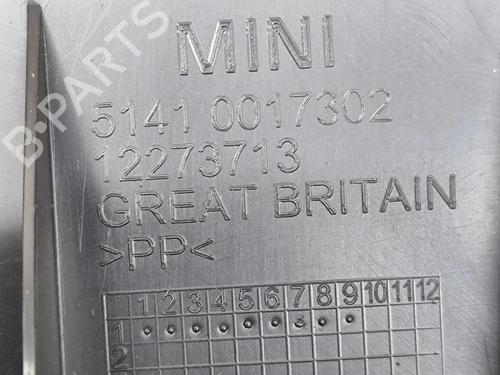 B-PARTS
MINI
5141 0017302
12273713
GREAT BRITAIN
>PP<
1 2 3 4 5 6 7 8 9 10 11 12
1
2